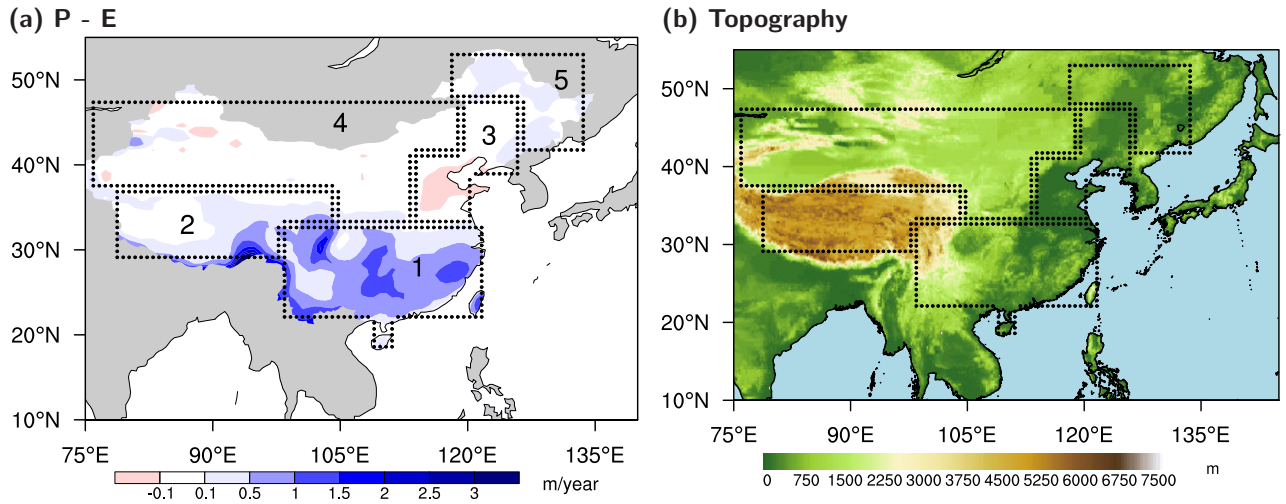 (a) P - E
(b) Topography
50°N
40°N
30°N
20°N
10°N
5
4
3
2
1
75°E
90°E
105°E
120°E
135°E
-0.1
0.1
0.5
1
1.5
2
2.5
3
m/year
50°N
40°N
30°N
20°N
10°N
75°E
90°E
105°E
120°E
135°E
0
750
1500
2250
3000
3750
4500
5250
6000
6750
7500
m